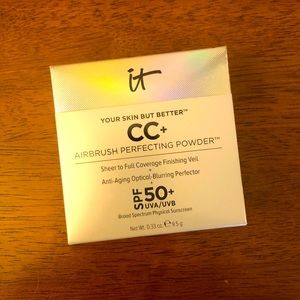 it
YOUR SKIN BUT BETTER™
CC+
AIRBRUSH PERFECTING POWDER™
Sheer to Full Coverage Finishing Veil
+
Anti-Aging Optical-Blurring Perfector
+
SPF 50+
UVA/UVB
Broad Spectrum Physical Sunscreen
Net Wt. 0.33 oz e 9.5 g